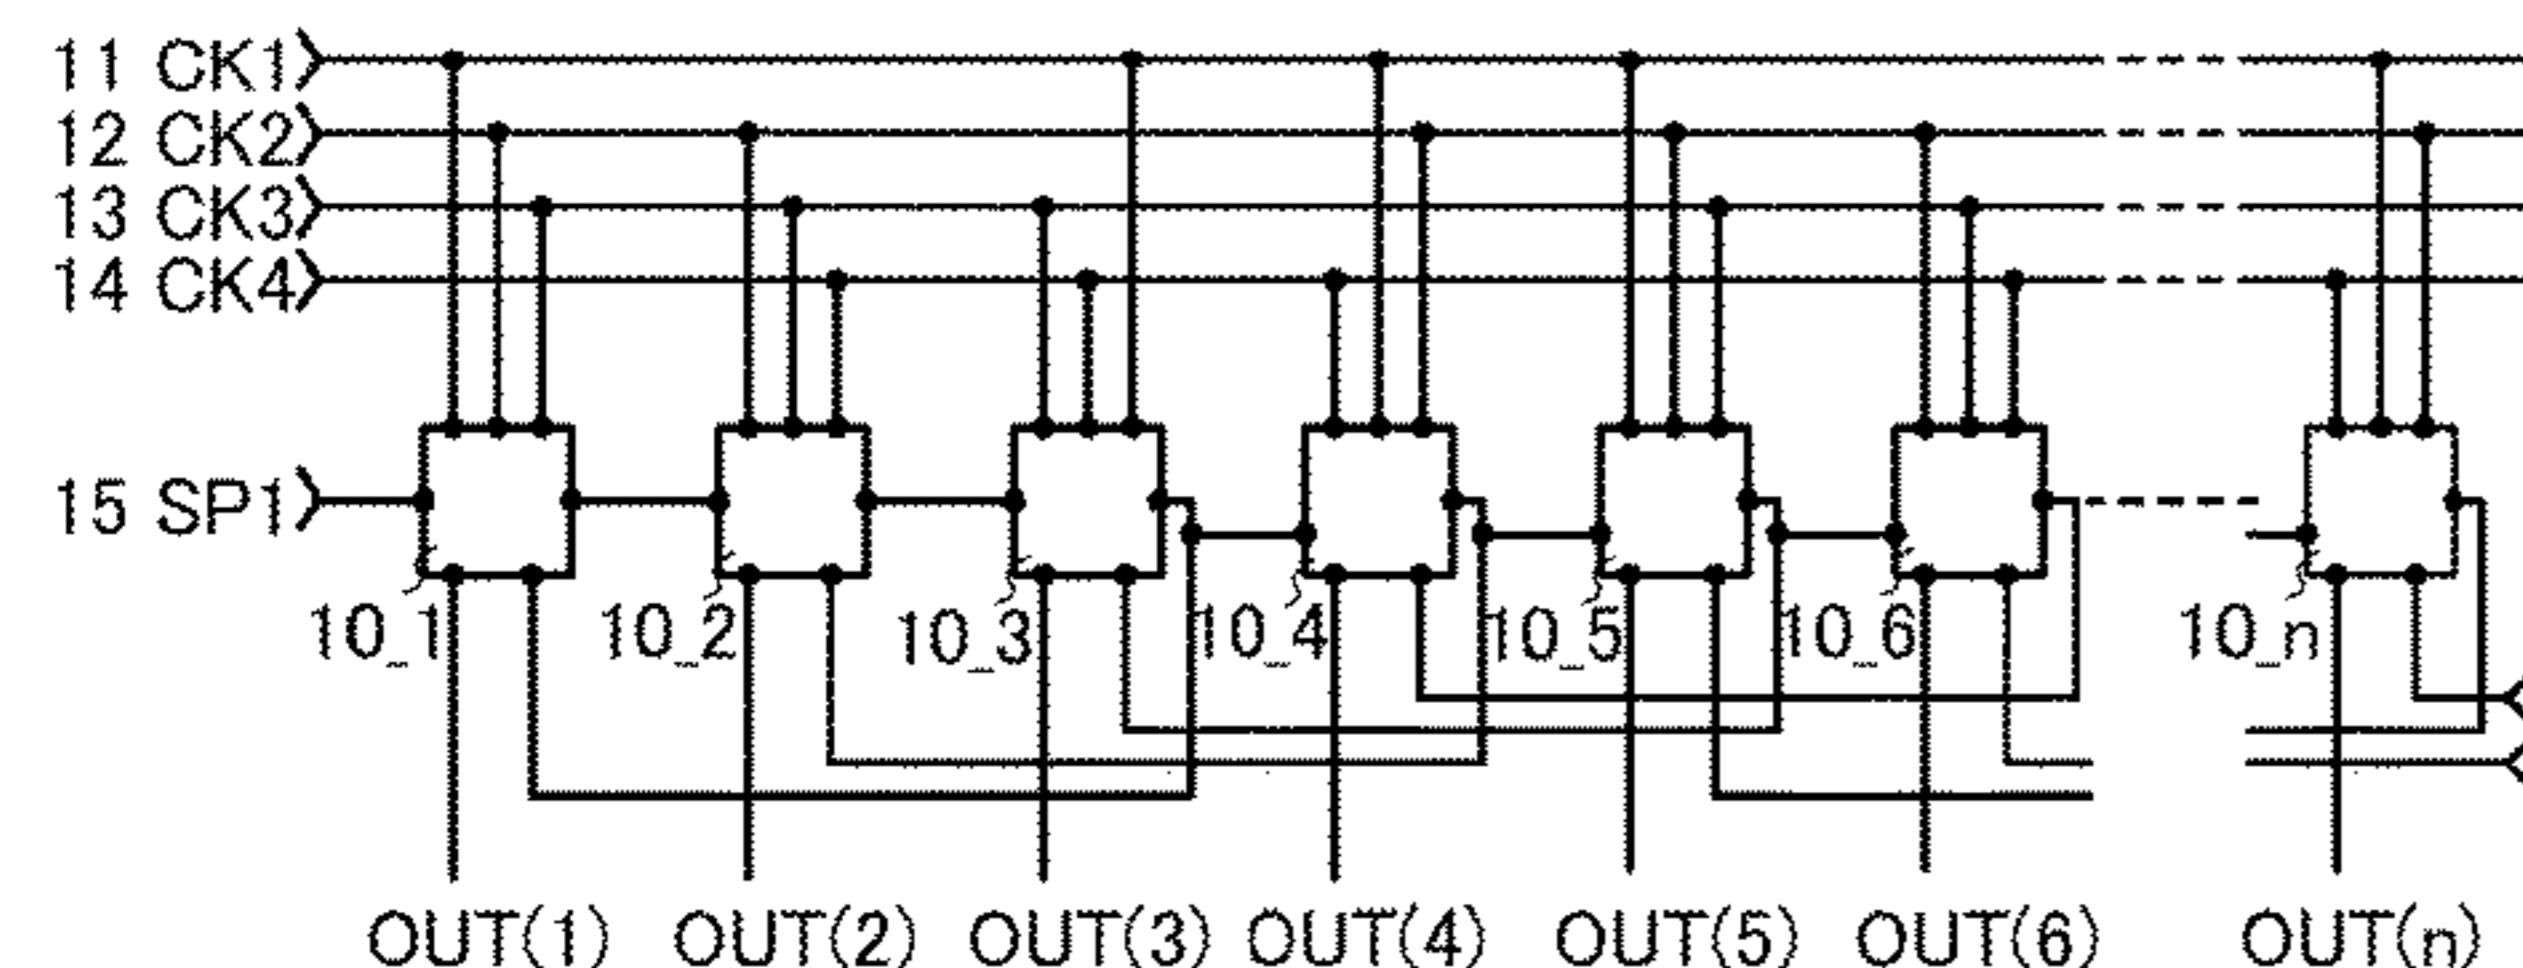 11 CK1
12 CK2
13 CK3
14 CK4
15 SP1
10_1 10_2 10_3 10_4 10_5 10_6 10_n
OUT(1) OUT(2) OUT(3) OUT(4) OUT(5) OUT(6) OUT(n)